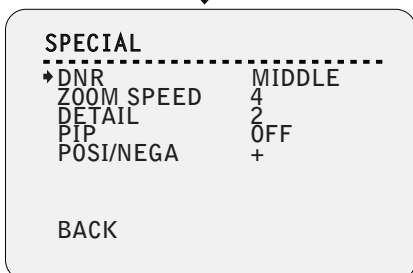 SPECIAL
DNR MIDDLE
ZOOM SPEED 4
DETAIL 2
PIP OFF
POSI/NEGA +
BACK